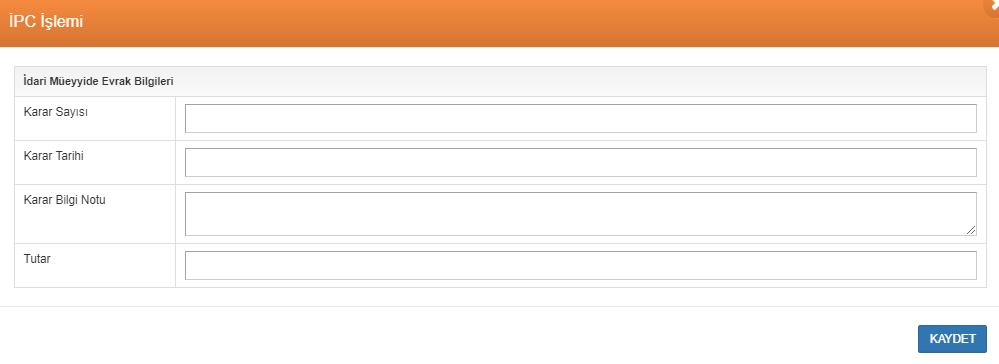 İPC İşlemi
İdari Müeyyide Evrak Bilgileri
Karar Sayısı
Karar Tarihi
Karar Bilgi Notu
Tutar
KAYDET